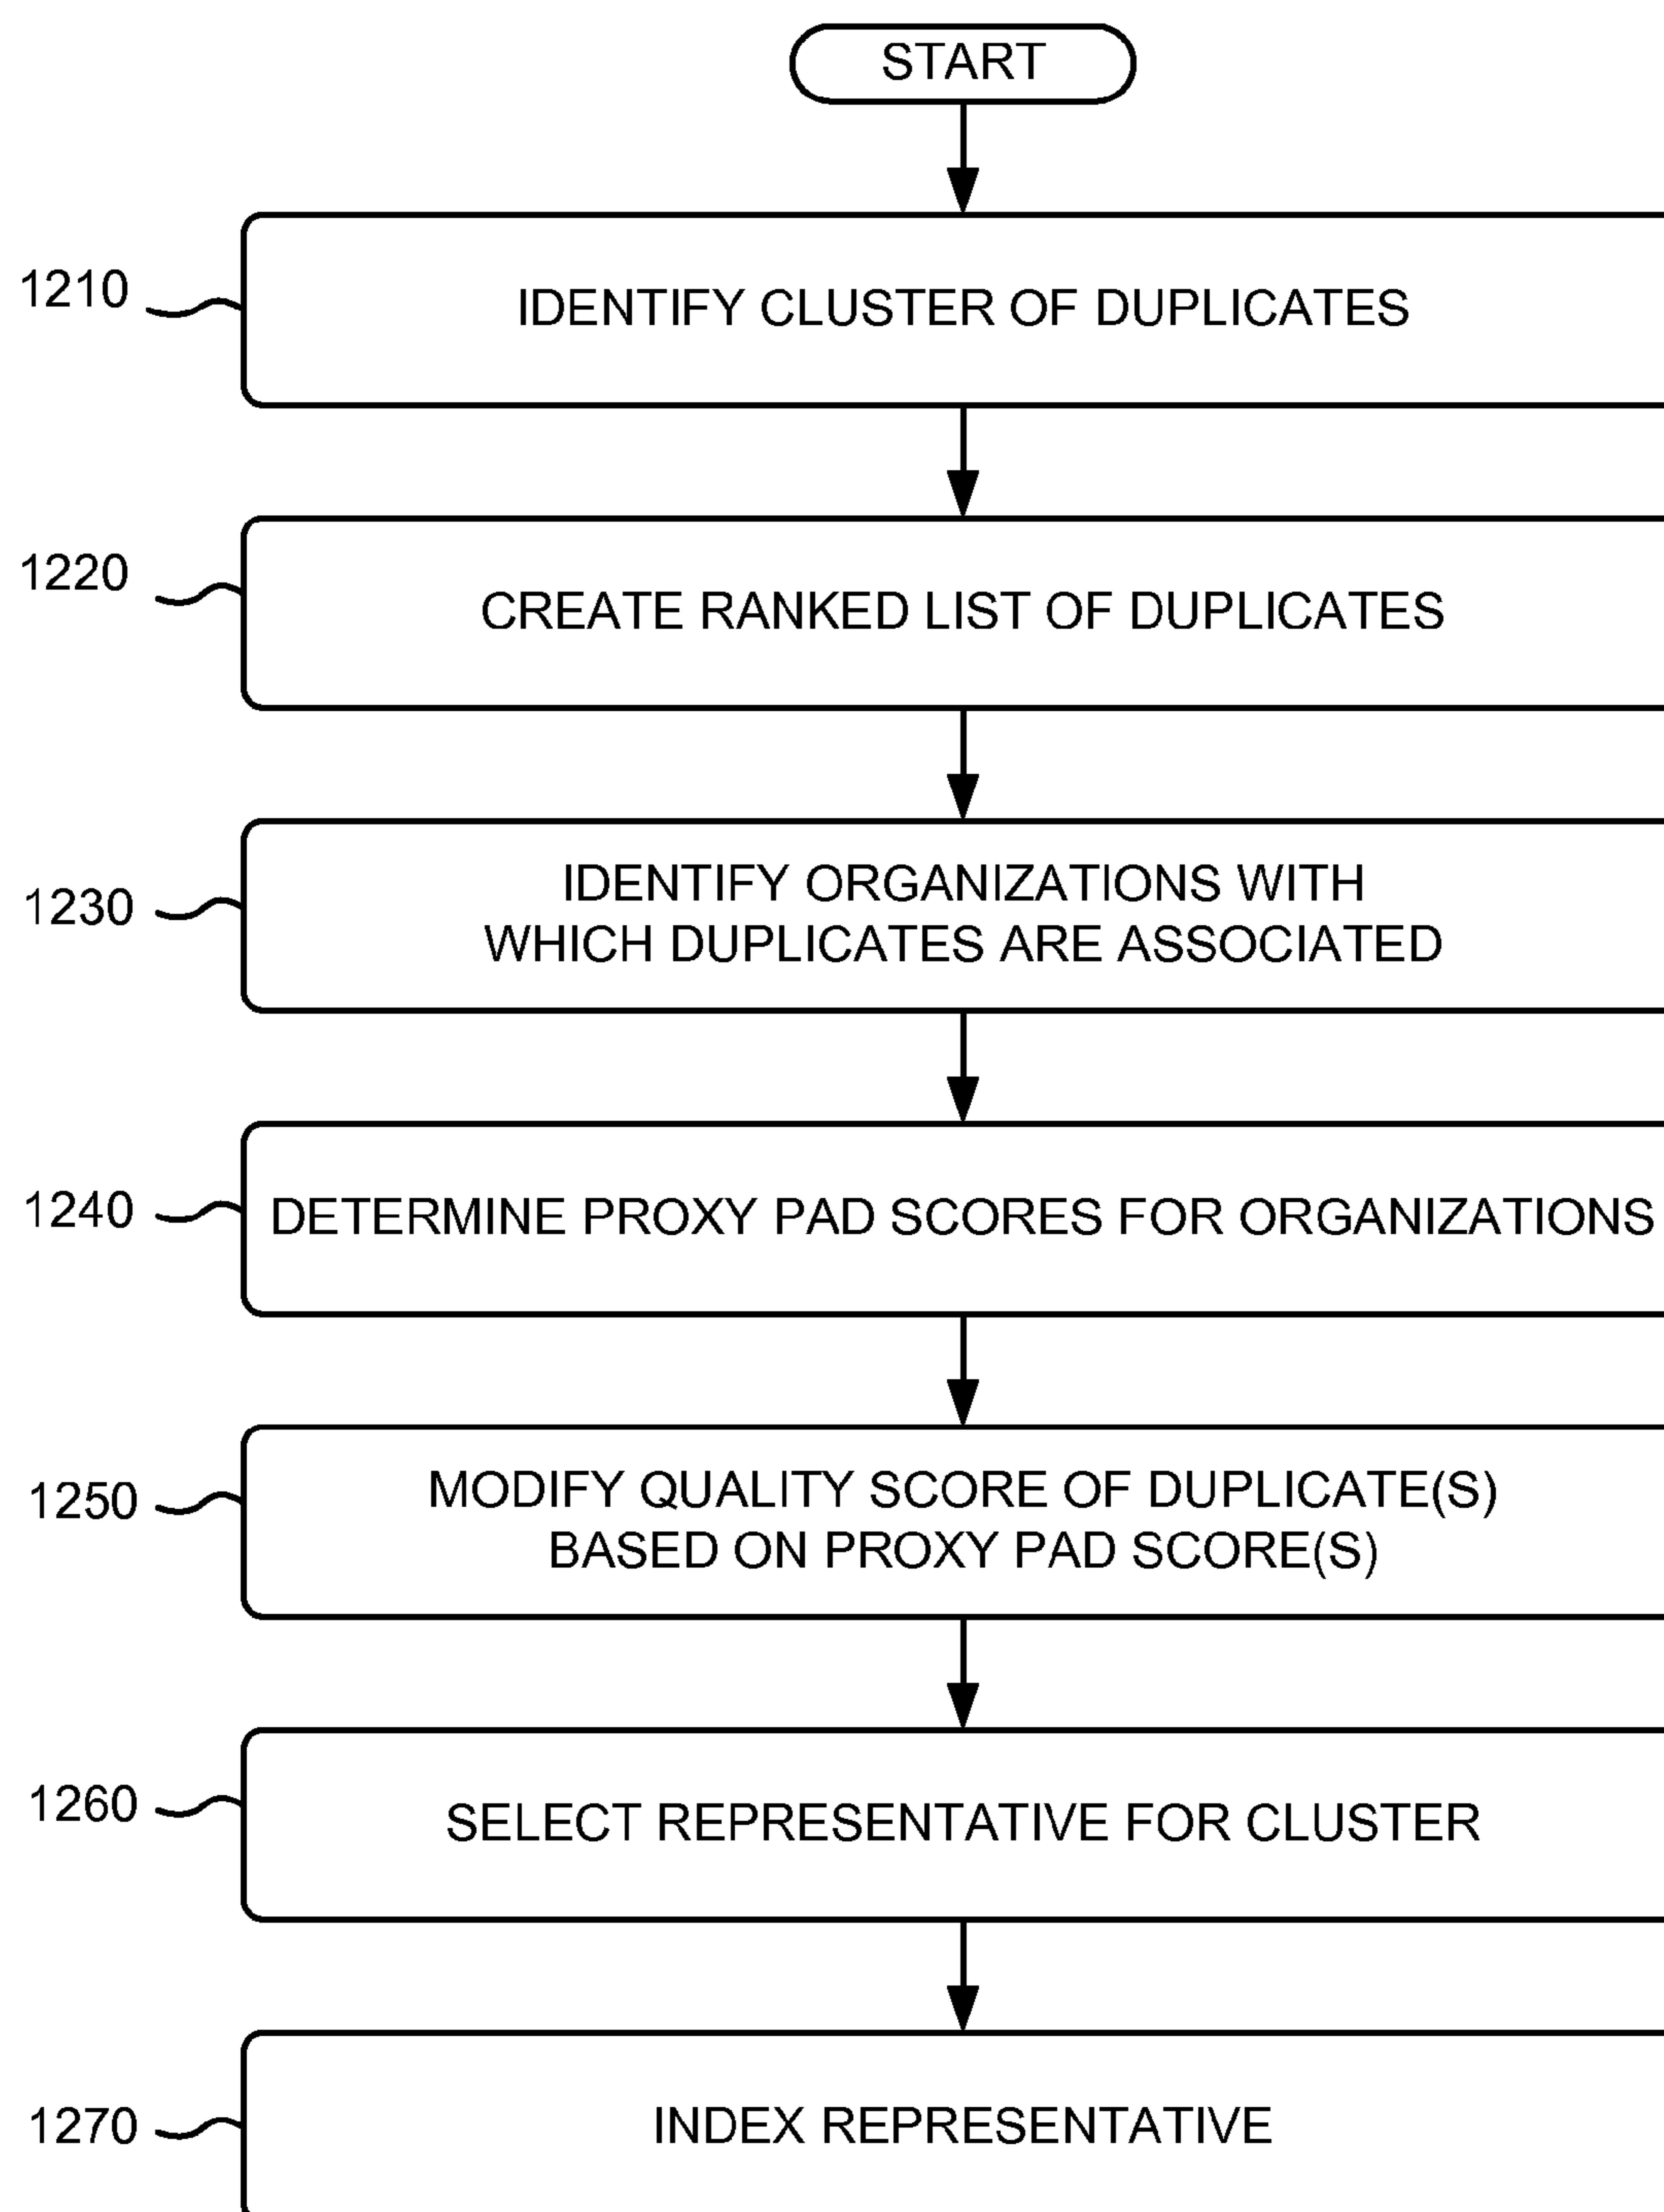 START
1210
IDENTIFY CLUSTER OF DUPLICATES
1220
CREATE RANKED LIST OF DUPLICATES
1230
IDENTIFY ORGANIZATIONS WITH
WHICH DUPLICATES ARE ASSOCIATED
1240
DETERMINE PROXY PAD SCORES FOR ORGANIZATIONS
1250
MODIFY QUALITY SCORE OF DUPLICATE(S)
BASED ON PROXY PAD SCORE(S)
1260
SELECT REPRESENTATIVE FOR CLUSTER
1270
INDEX REPRESENTATIVE